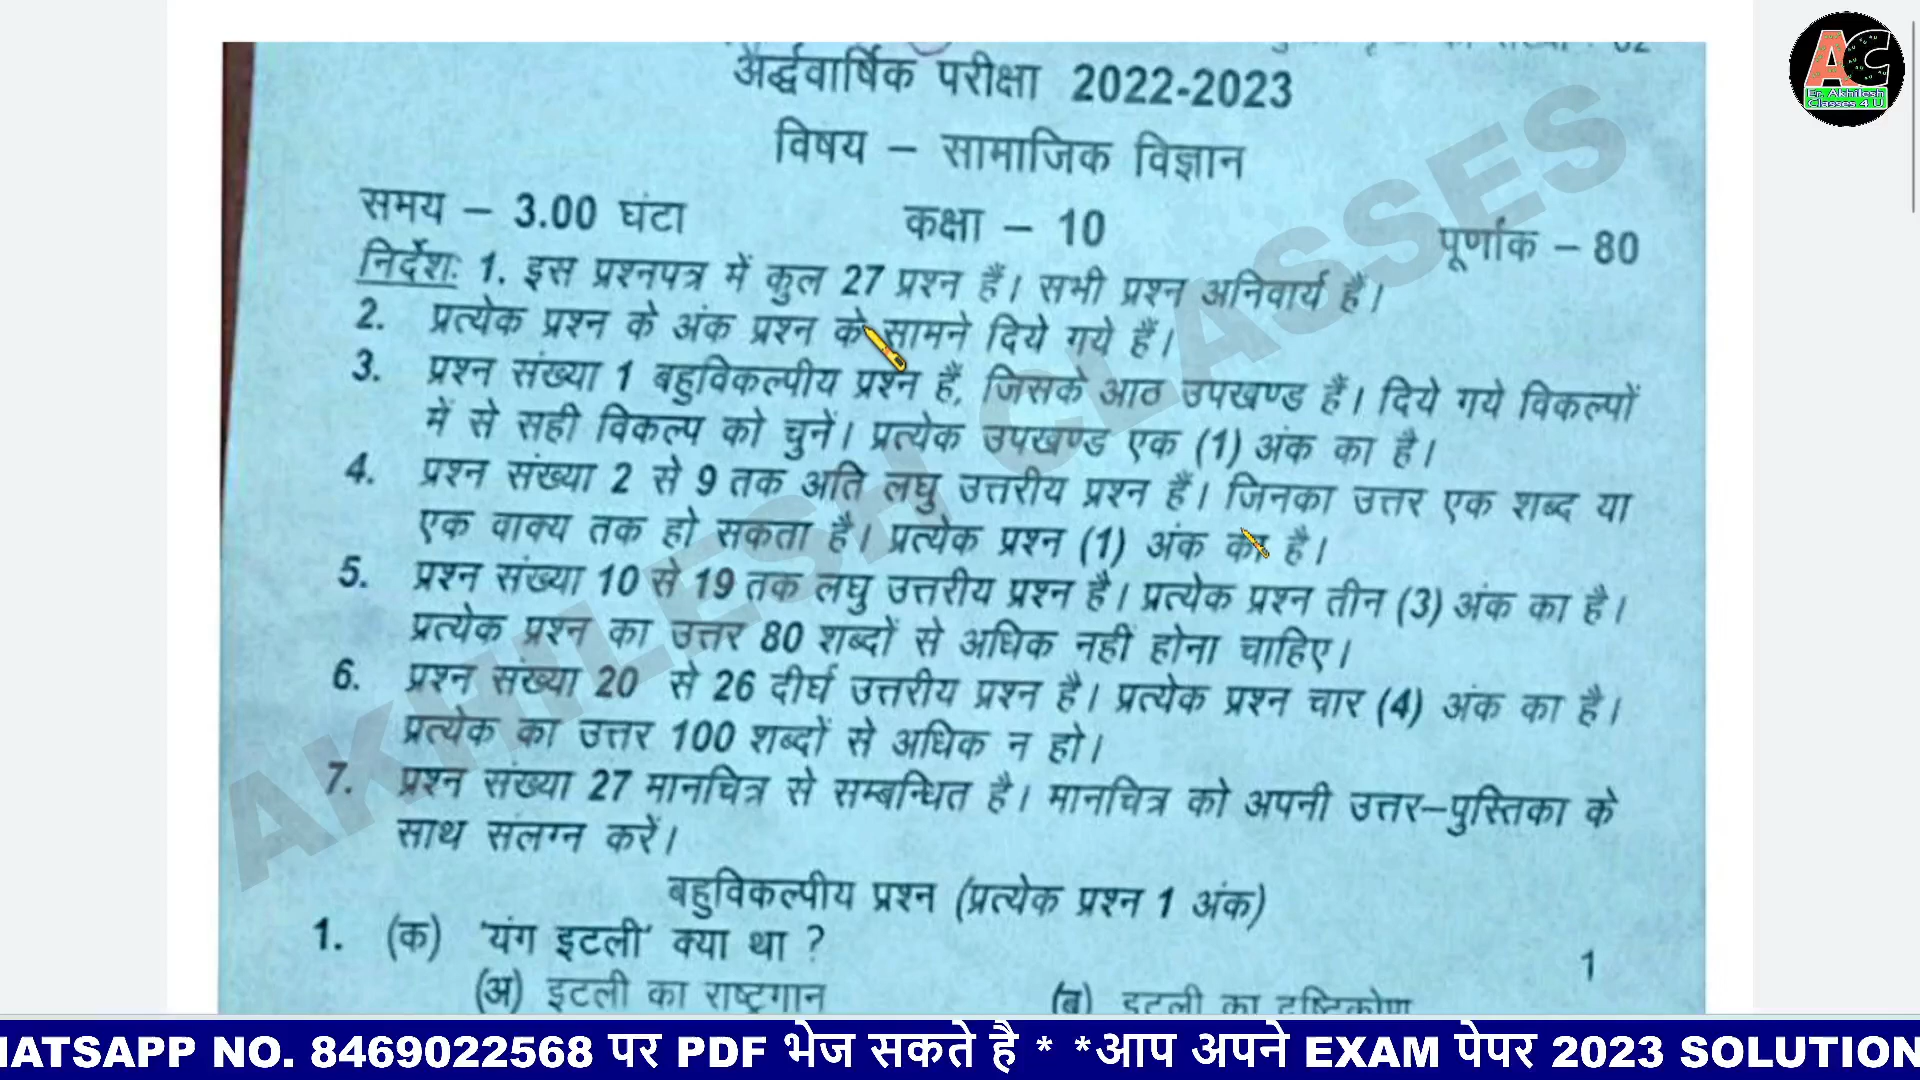 अर्द्धवार्षिक परीक्षा 2022-2023
विषय – सामाजिक विज्ञान
समय – 3.00 घंटा कक्षा – 10 पूर्णांक – 80
निर्देशः 1. इस प्रश्नपत्र में कुल 27 प्रश्न हैं। सभी प्रश्न अनिवार्य हैं।
2. प्रत्येक प्रश्न के अंक प्रश्न के सामने दिये गये हैं।
3. प्रश्न संख्या 1 बहुविकल्पीय प्रश्न हैं, जिसके आठ उपखण्ड हैं। दिये गये विकल्पों
में से सही विकल्प को चुनें। प्रत्येक उपखण्ड एक (1) अंक का है।
4. प्रश्न संख्या 2 से 9 तक अति लघु उत्तरीय प्रश्न हैं। जिनका उत्तर एक शब्द या
एक वाक्य तक हो सकता है। प्रत्येक प्रश्न (1) अंक का है।
5. प्रश्न संख्या 10 से 19 तक लघु उत्तरीय प्रश्न है। प्रत्येक प्रश्न तीन (3) अंक का है।
प्रत्येक प्रश्न का उत्तर 80 शब्दों से अधिक नहीं होना चाहिए।
6. प्रश्न संख्या 20 से 26 दीर्घ उत्तरीय प्रश्न है। प्रत्येक प्रश्न चार (4) अंक का है।
प्रत्येक का उत्तर 100 शब्दों से अधिक न हो।
7. प्रश्न संख्या 27 मानचित्र से सम्बन्धित है। मानचित्र को अपनी उत्तर–पुस्तिका के
साथ संलग्न करें।
बहुविकल्पीय प्रश्न (प्रत्येक प्रश्न 1 अंक)
1. (क) 'यंग इटली' क्या था ? 1
(अ) इटली का राष्ट्रगान (ब) इटली का दृष्टिकोण
AKHILESH CLASSES
AC
Er. Akhilesh
Classes 4 U
HATSAPP NO. 8469022568 पर PDF भेज सकते है * *आप अपने EXAM पेपर 2023 SOLUTION